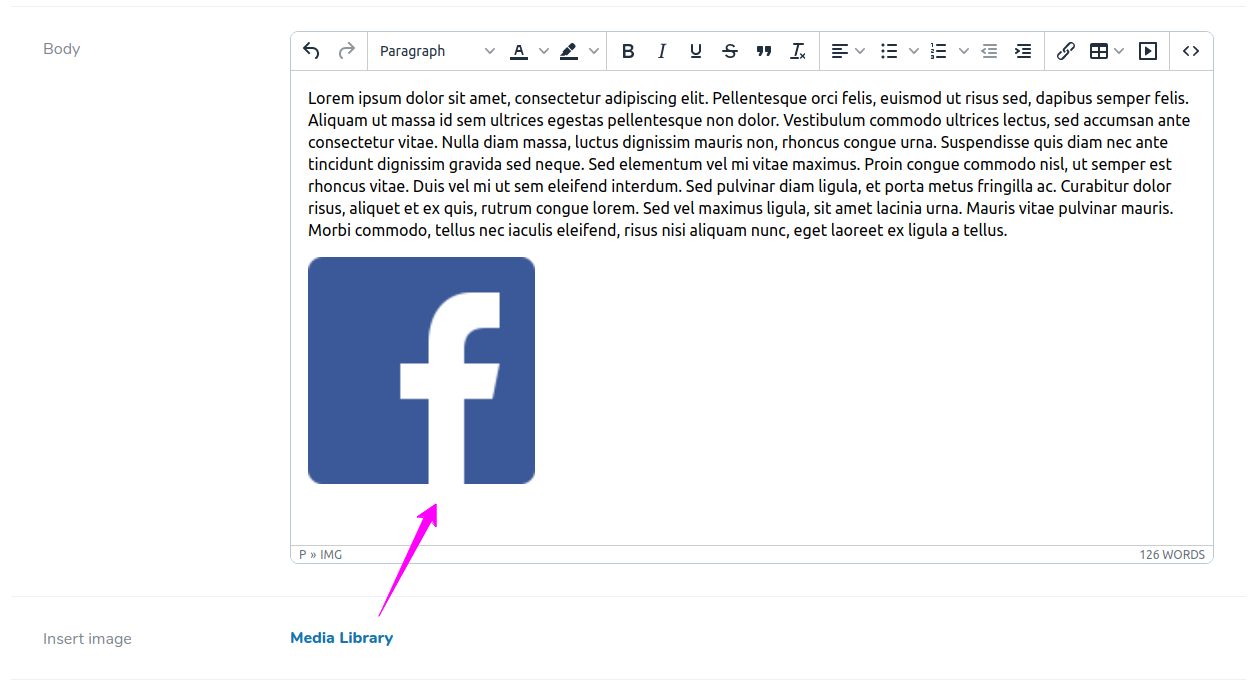 Body
Paragraph
Lorem ipsum dolor sit amet, consectetur adipiscing elit. Pellentesque orci felis, euismod ut risus sed, dapibus semper felis.
Aliquam ut massa id sem ultrices egestas pellentesque non dolor. Vestibulum commodo ultrices lectus, sed accumsan ante
consectetur vitae. Nulla diam massa, luctus dignissim mauris non, rhoncus congue urna. Suspendisse quis diam nec ante
tincidunt dignissim gravida sed neque. Sed elementum vel mi vitae maximus. Proin congue commodo nisl, ut semper est
rhoncus vitae. Duis vel mi ut sem eleifend interdum. Sed pulvinar diam ligula, et porta metus fringilla ac. Curabitur dolor
risus, aliquet et ex quis, rutrum congue lorem. Sed vel maximus ligula, sit amet lacinia urna. Mauris vitae pulvinar mauris.
Morbi commodo, tellus nec iaculis eleifend, risus nisi aliquam nunc, eget laoreet ex ligula a tellus.
f
P » IMG
126 WORDS
Insert image
Media Library